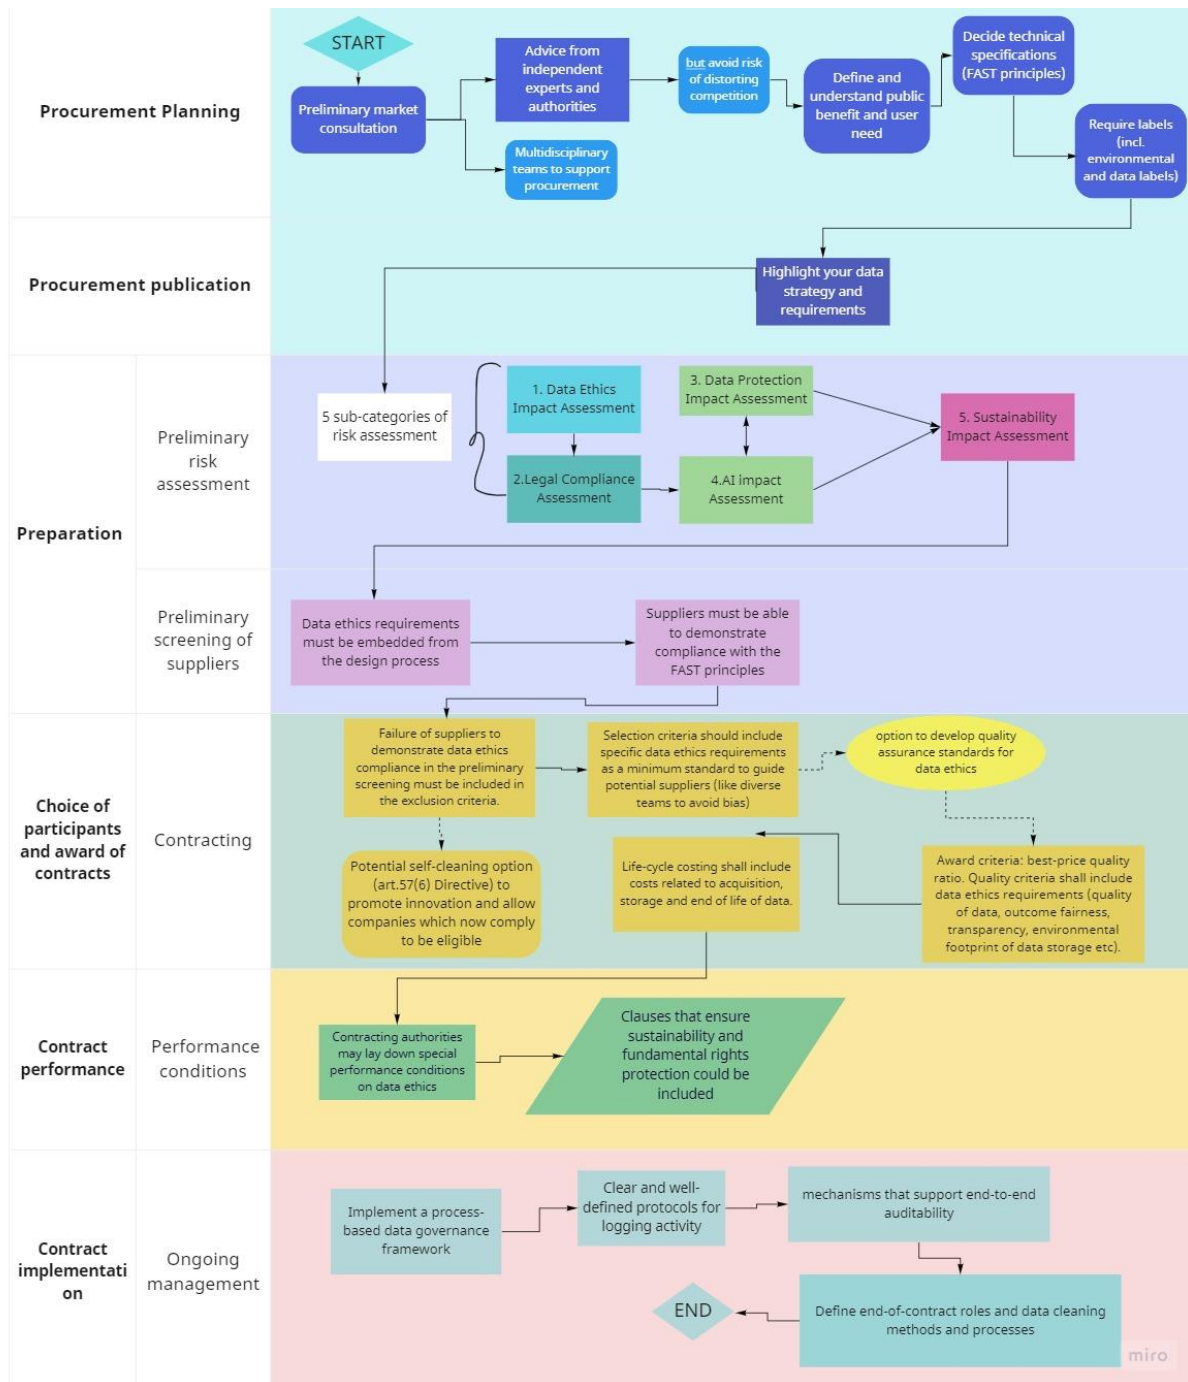 Procurement Planning
START
Preliminary market
consultation
Advice from
independent
experts and
authorities
Multidisciplinary
teams to support
procurement
but avoid risk
of distorting
competition
Define and
understand public
benefit and user
need
Decide technical
specifications
(FAST principles)
Require labels
(incl.
environmental
and data labels)
Procurement publication
Highlight your data
strategy and
requirements
Preparation
Preliminary
risk
assessment
5 sub-categories of
risk assessment
1. Data Ethics
Impact Assessment
2.Legal Compliance
Assessment
3. Data Protection
Impact Assessment
4.AI impact
Assessment
5. Sustainability
Impact Assessment
Preliminary
screening of
suppliers
Data ethics requirements
must be embedded from
the design process
Suppliers must be able
to demonstrate
compliance with the
FAST principles
Choice of
participants
and award of
contracts
Contracting
Failure of suppliers to
demonstrate data ethics
compliance in the preliminary
screening must be included in
the exclusion criteria.
Potential self-cleaning option
(art.57(6) Directive) to
promote innovation and allow
companies which now comply
to be eligible
Selection criteria should include
specific data ethics requirements
as a minimum standard to guide
potential suppliers (like diverse
teams to avoid bias)
option to develop quality
assurance standards for
data ethics
Award criteria: best-price quality
ratio. Quality criteria shall include
data ethics requirements (quality
of data, outcome fairness,
transparency, environmental
footprint of data storage etc).
Life-cycle costing shall include
costs related to acquisition,
storage and end of life of data.
Contract
performance
Performance
conditions
Contracting authorities
may lay down special
performance conditions
on data ethics
Clauses that ensure
sustainability and
fundamental rights
protection could be
included
Contract
implementati
on
Ongoing
management
Implement a process-
based data governance
framework
Clear and well-
defined protocols for
logging activity
mechanisms that support end-to-end
auditability
Define end-of-contract roles and data cleaning
methods and processes
END
miro